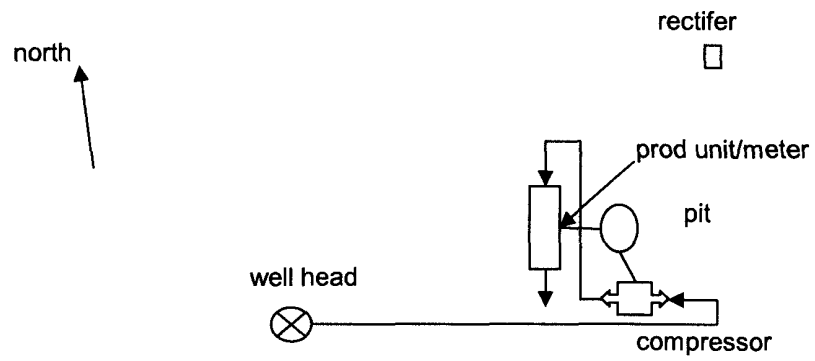 rectifer
north
prod unit/meter
pit
well head
compressor